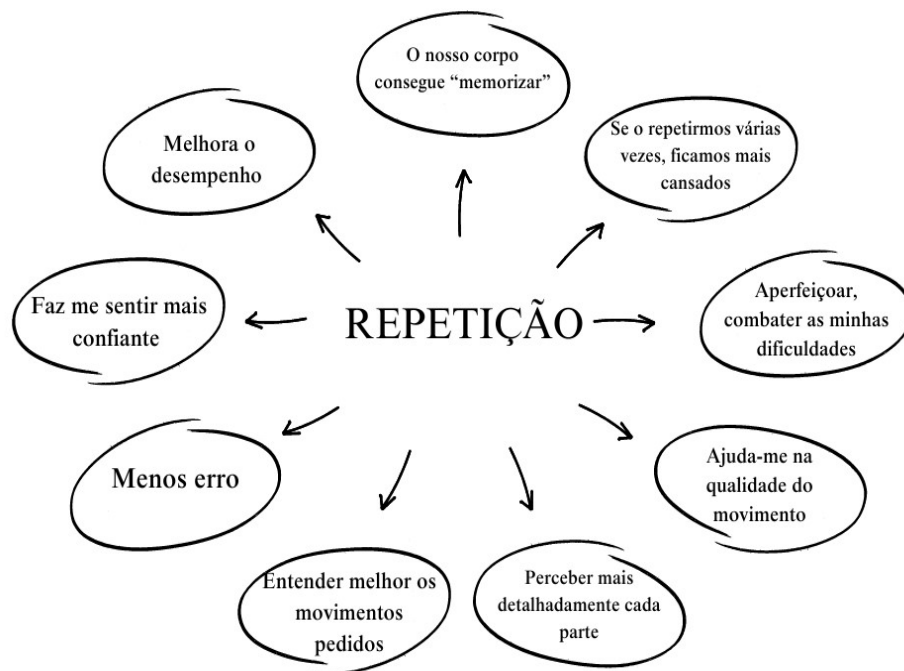 O nosso corpo
consegue “memorizar”
Melhora o
desempenho
Se o repetirmos várias
vezes, ficamos mais
cansados
Faz me sentir mais
confiante
REPETIÇÃO
Aperfeiçoar,
combater as minhas
dificuldades
Menos erro
Ajuda-me na
qualidade do
movimento
Entender melhor os
movimentos
pedidos
Perceber mais
detalhadamente cada
parte